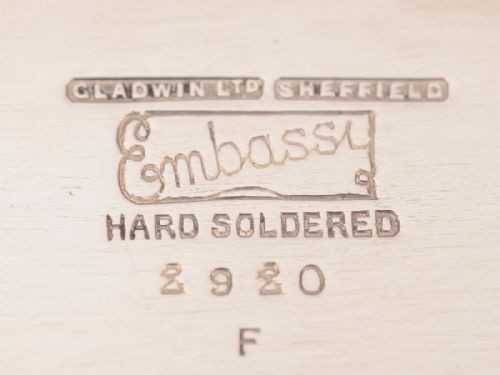 GLADWIN LTD SHEFFIELD
Embassy
HARD SOLDERED
2920
F